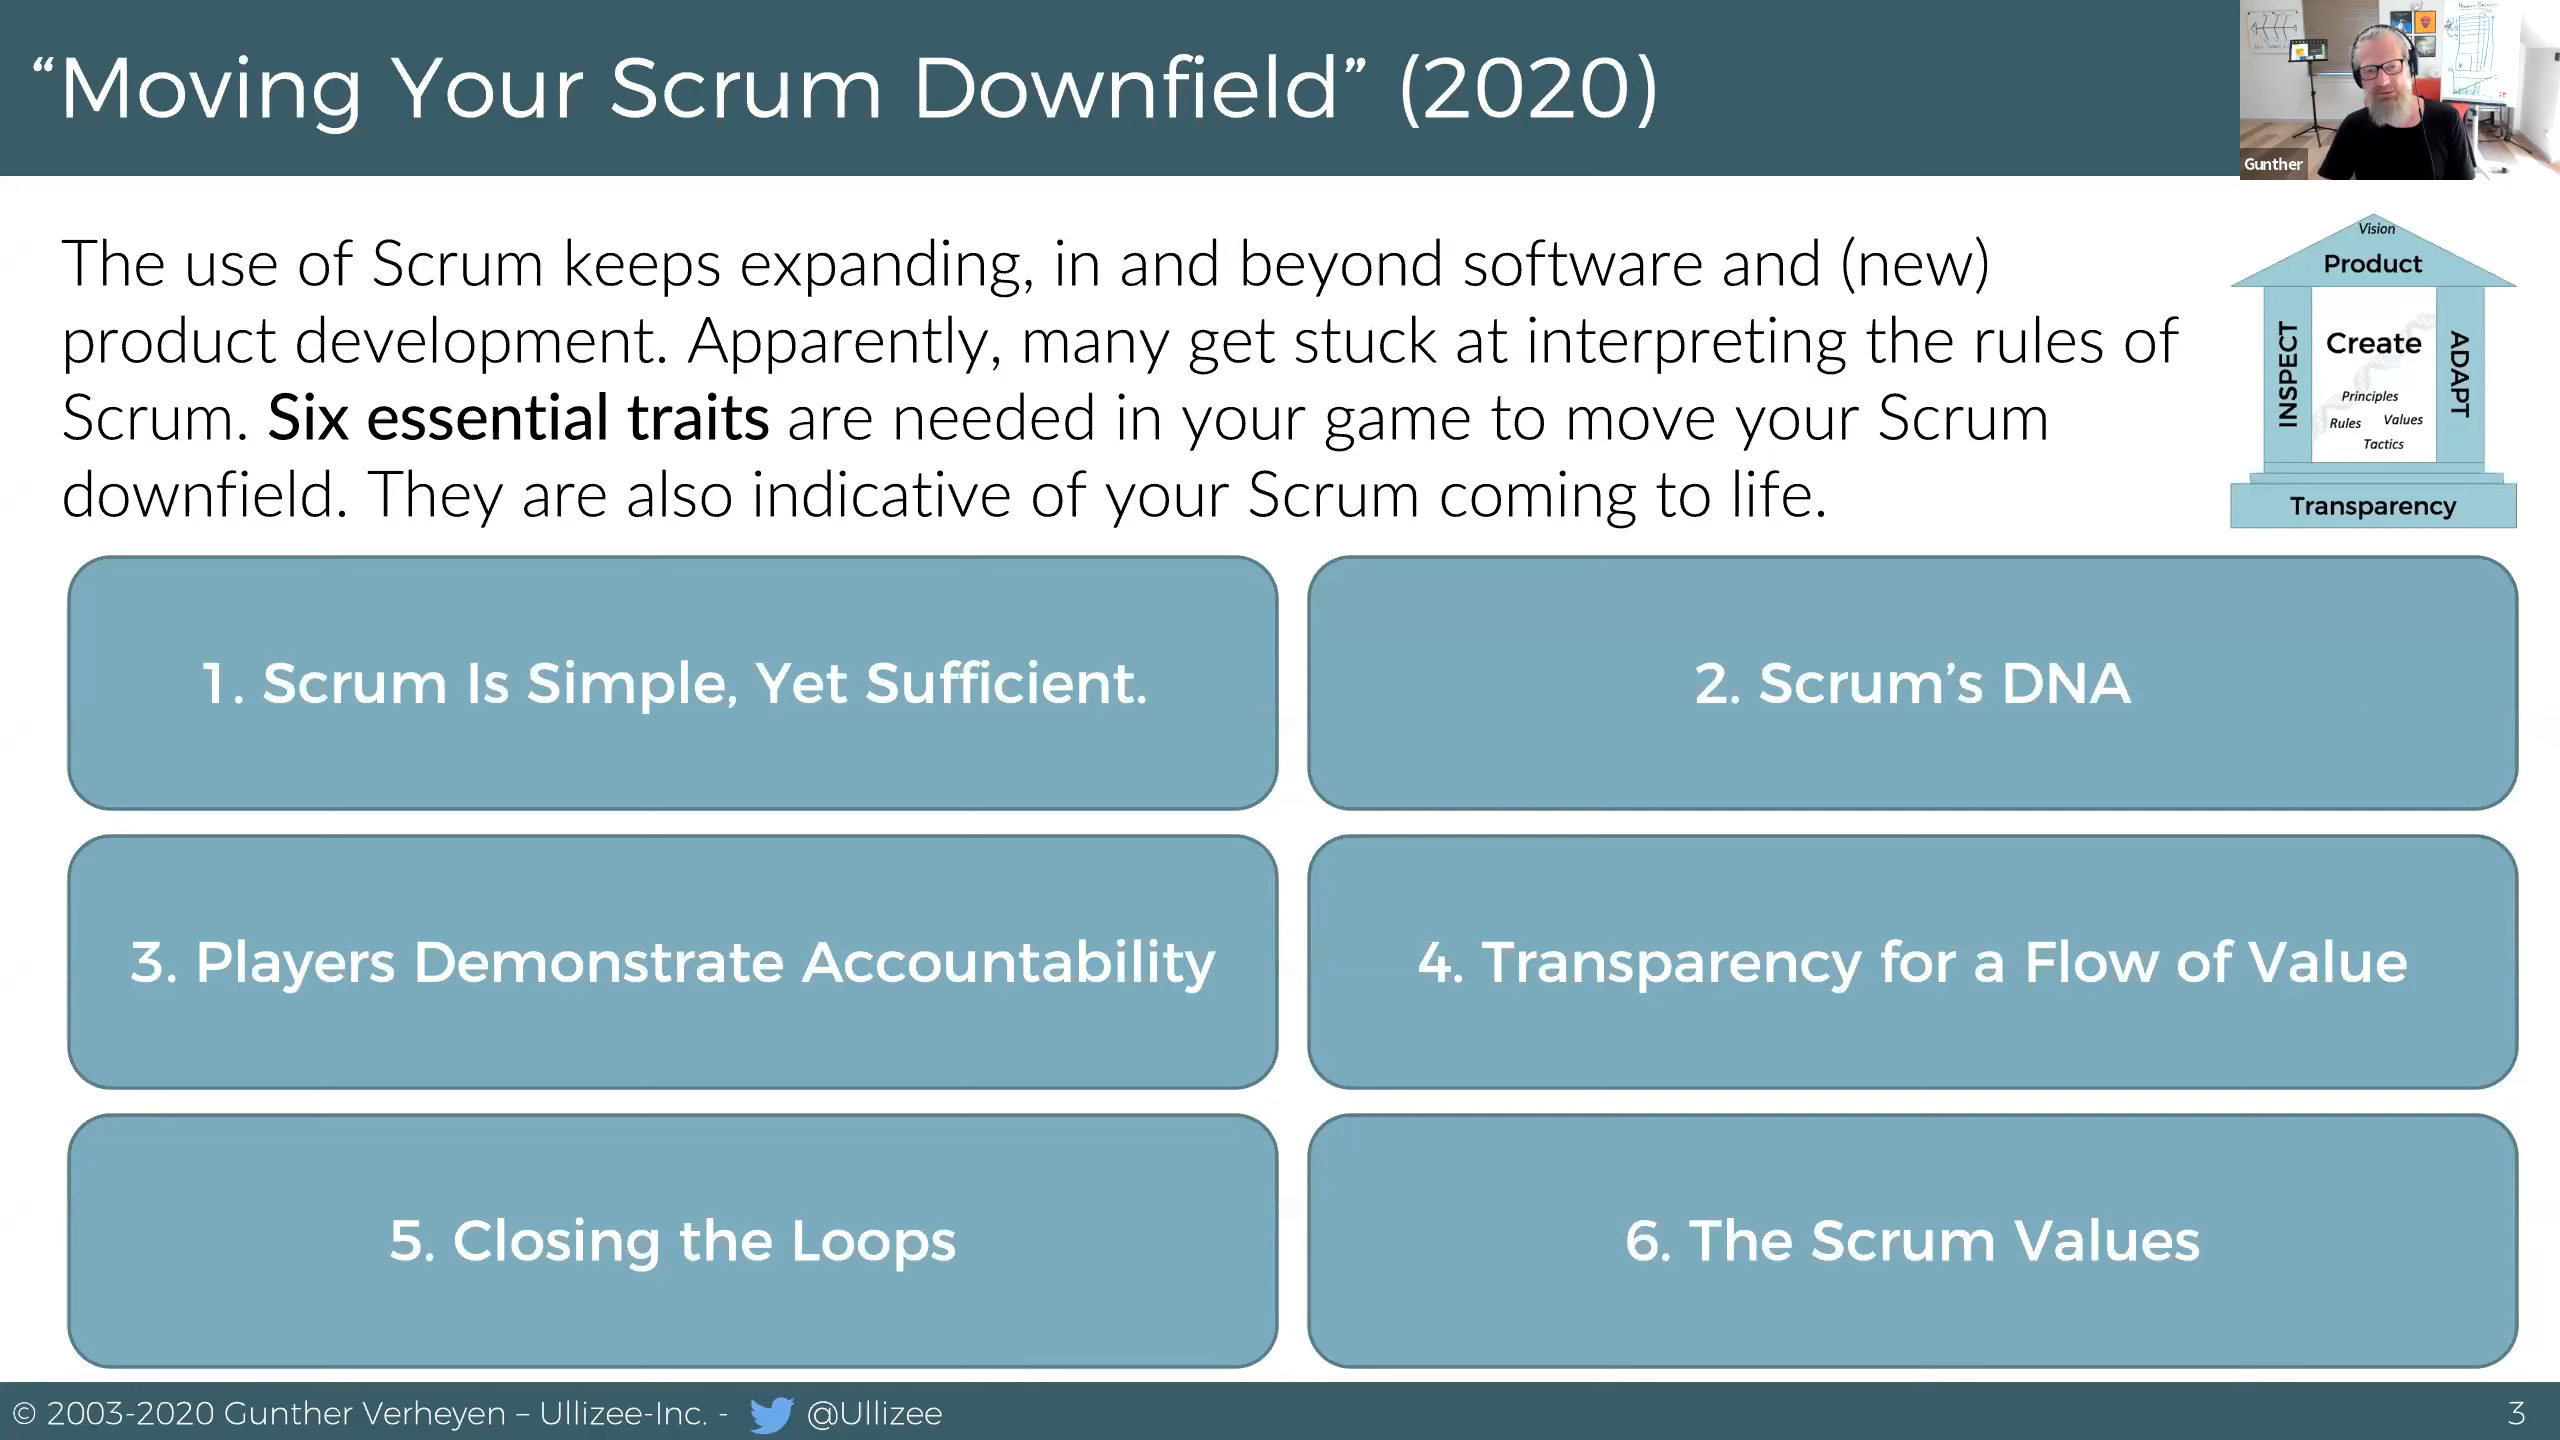 “Moving Your Scrum Downfield” (2020)
Gunther
The use of Scrum keeps expanding, in and beyond software and (new)
product development. Apparently, many get stuck at interpreting the rules of
Scrum. Six essential traits are needed in your game to move your Scrum
downfield. They are also indicative of your Scrum coming to life.
Vision
Product
INSPECT
Create
ADAPT
Principles
Rules Values
Tactics
Transparency
1. Scrum Is Simple, Yet Sufficient.
2. Scrum’s DNA
3. Players Demonstrate Accountability
4. Transparency for a Flow of Value
5. Closing the Loops
6. The Scrum Values
© 2003-2020 Gunther Verheyen – Ullizee-Inc. - @Ullizee
3